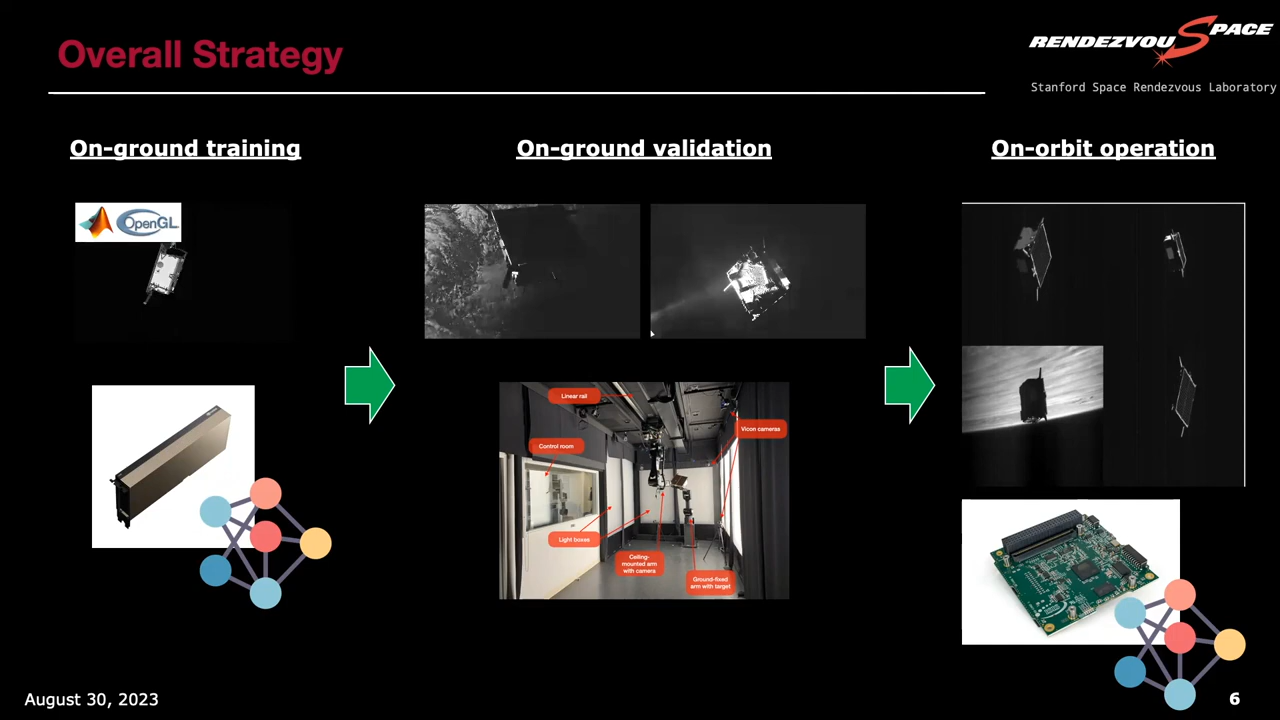 Overall Strategy
RENDEZVOUSPACE
Stanford Space Rendezvous Laboratory
On-ground training
On-ground validation
On-orbit operation
OpenGL
Linear rail
Vicon cameras
Control room
Light boxes
Ceiling-
mounted arm
with camera
Ground-fixed
arm with target
August 30, 2023
6